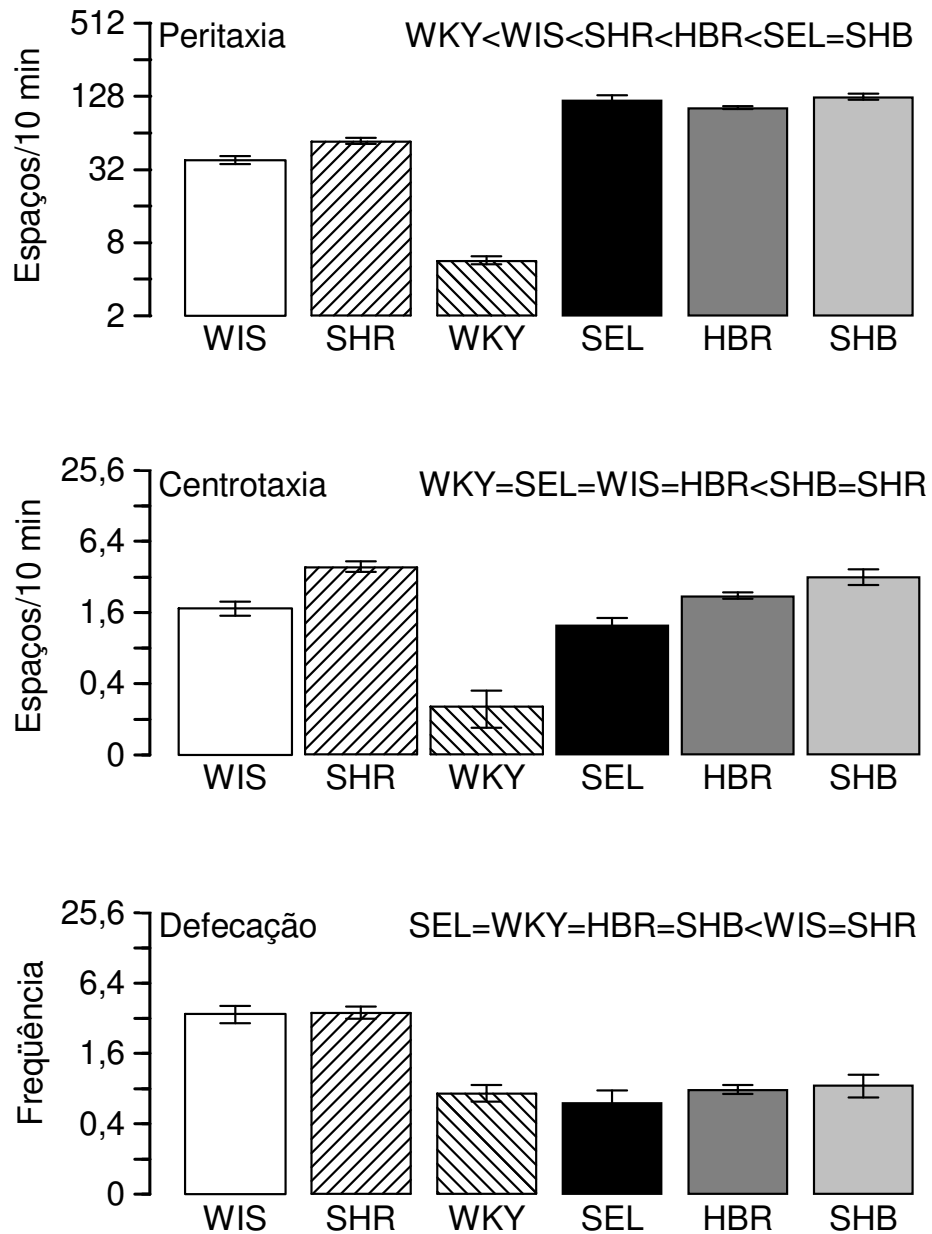 Peritaxia WKY<WIS<SHR<HBR<SEL=SHB
Espaços/10 min
512
128
32
8
2
WIS SHR WKY SEL HBR SHB
Centrotaxia WKY=SEL=WIS=HBR<SHB=SHR
Espaços/10 min
25,6
6,4
1,6
0,4
0
WIS SHR WKY SEL HBR SHB
Defecação SEL=WKY=HBR=SHB<WIS=SHR
Freqüência
25,6
6,4
1,6
0,4
0
WIS SHR WKY SEL HBR SHB